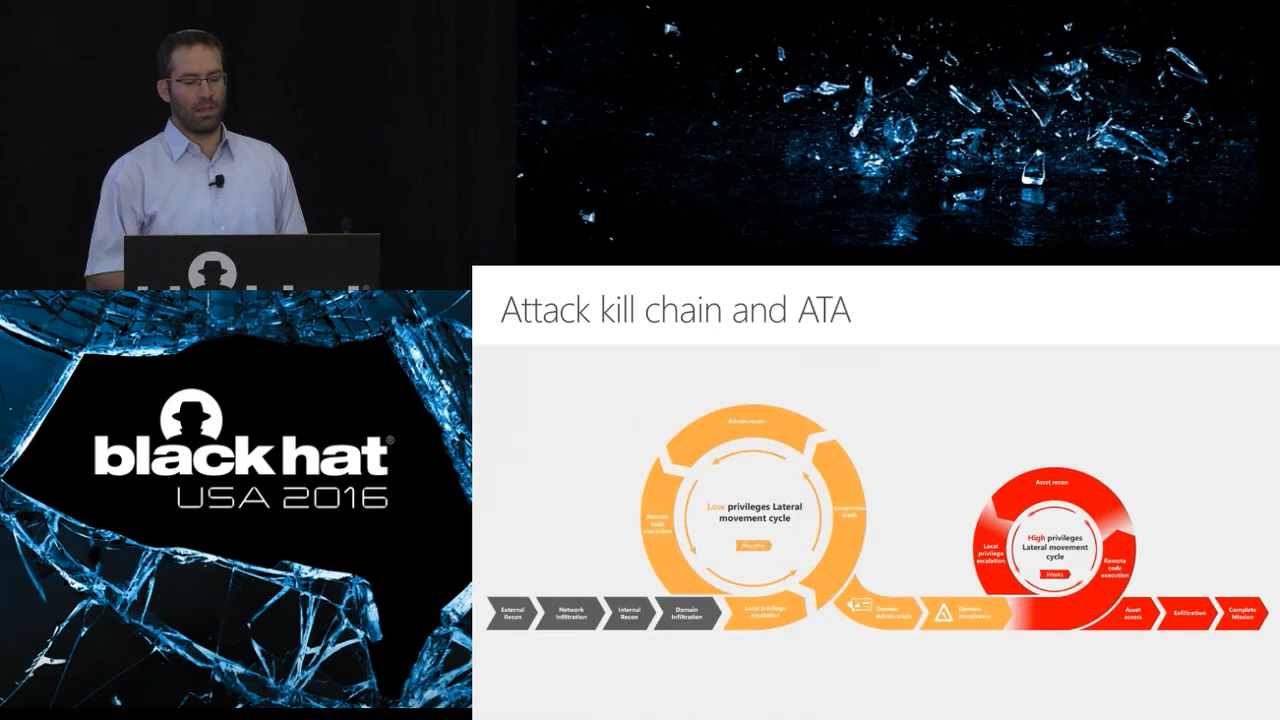 Attack kill chain and ATA
black hat®
USA 2016
Admin recon
Remote
code
execution
Low privileges Lateral
movement cycle
Months
Compromise
creds
Local privilege
escalation
External
Recon
Network
Infiltration
Internal
Recon
Domain
Infiltration
Domain
Admin creds
Domain
Dominance
Asset recon
Local
privilege
escalation
High privileges
Lateral movement
cycle
Weeks
Remote
code
execution
Asset
access
Exfiltration
Complete
Mission